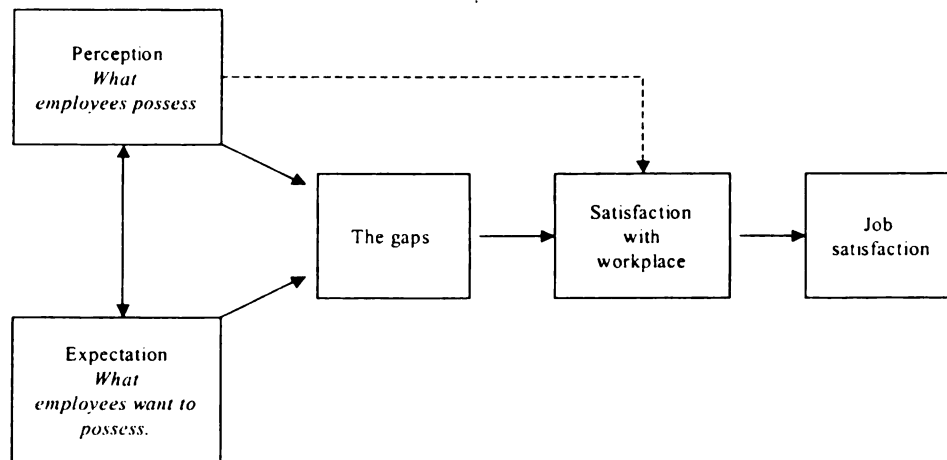 Perception
What
employees possess
The gaps
Satisfaction
with
workplace
Job
satisfaction
Expectation
What
employees want to
possess.